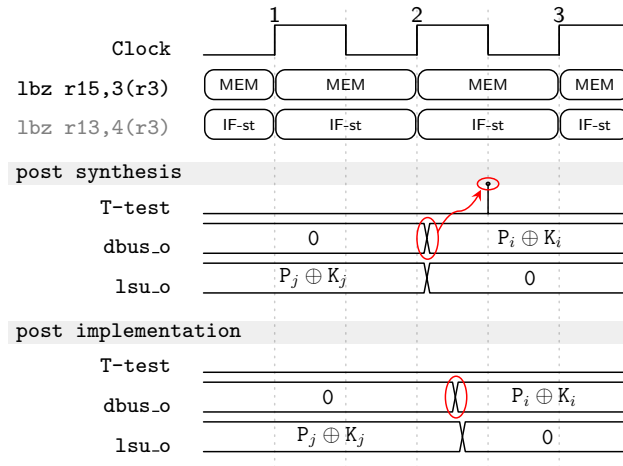 1 2 3
Clock
lbz r15,3(r3) MEM MEM MEM MEM
lbz r13,4(r3) IF-st IF-st IF-st IF-st
post synthesis
T-test
dbus_o 0 P_i ⊕ K_i
lsu_o P_j ⊕ K_j 0
post implementation
T-test
dbus_o 0 P_i ⊕ K_i
lsu_o P_j ⊕ K_j 0